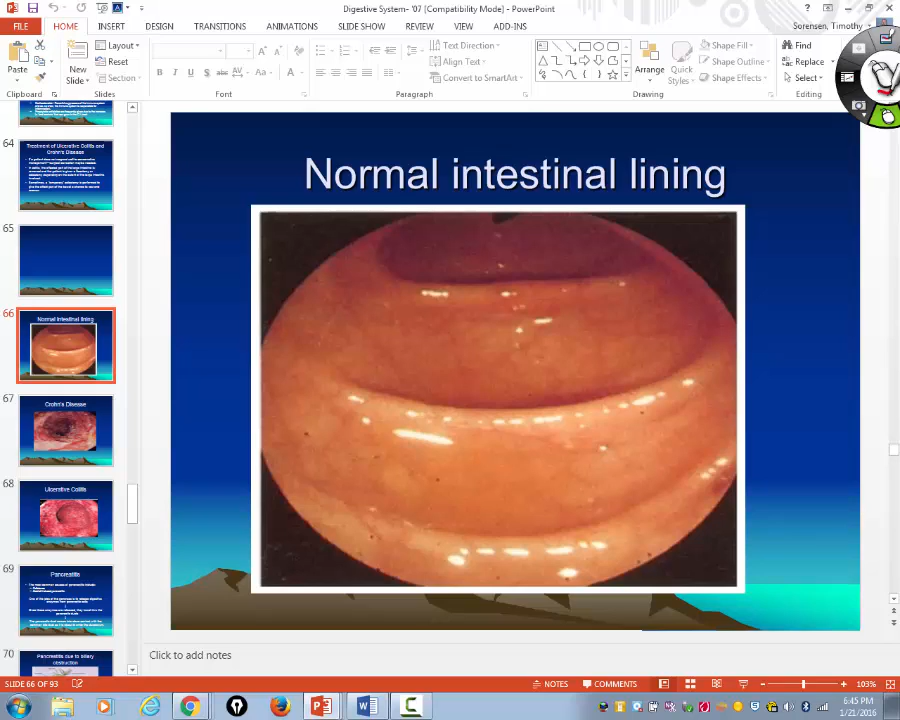 Digestive System- '07 [Compatibility Mode] - PowerPoint
Sorensen, Timothy
FILE HOME INSERT DESIGN TRANSITIONS ANIMATIONS SLIDE SHOW REVIEW VIEW ADD-INS
Paste
New
Slide
Layout
Reset
Section
Text Direction
Align Text
Convert to SmartArt
Arrange
Quick
Styles
Shape Fill
Shape Outline
Shape Effects
Find
Replace
Select
Clipboard Slides Font Paragraph Drawing Editing
64
Treatment of Ulcerative Colitis and
Crohn's Disease
65
66
Normal intestinal lining
67
Crohn's Disease
68
Ulcerative Colitis
69
Pancreatitis
70
Pancreatitis due to biliary
obstruction
Normal intestinal lining
Click to add notes
SLIDE 66 OF 93
NOTES
COMMENTS
103%
6:45 PM
1/21/2016